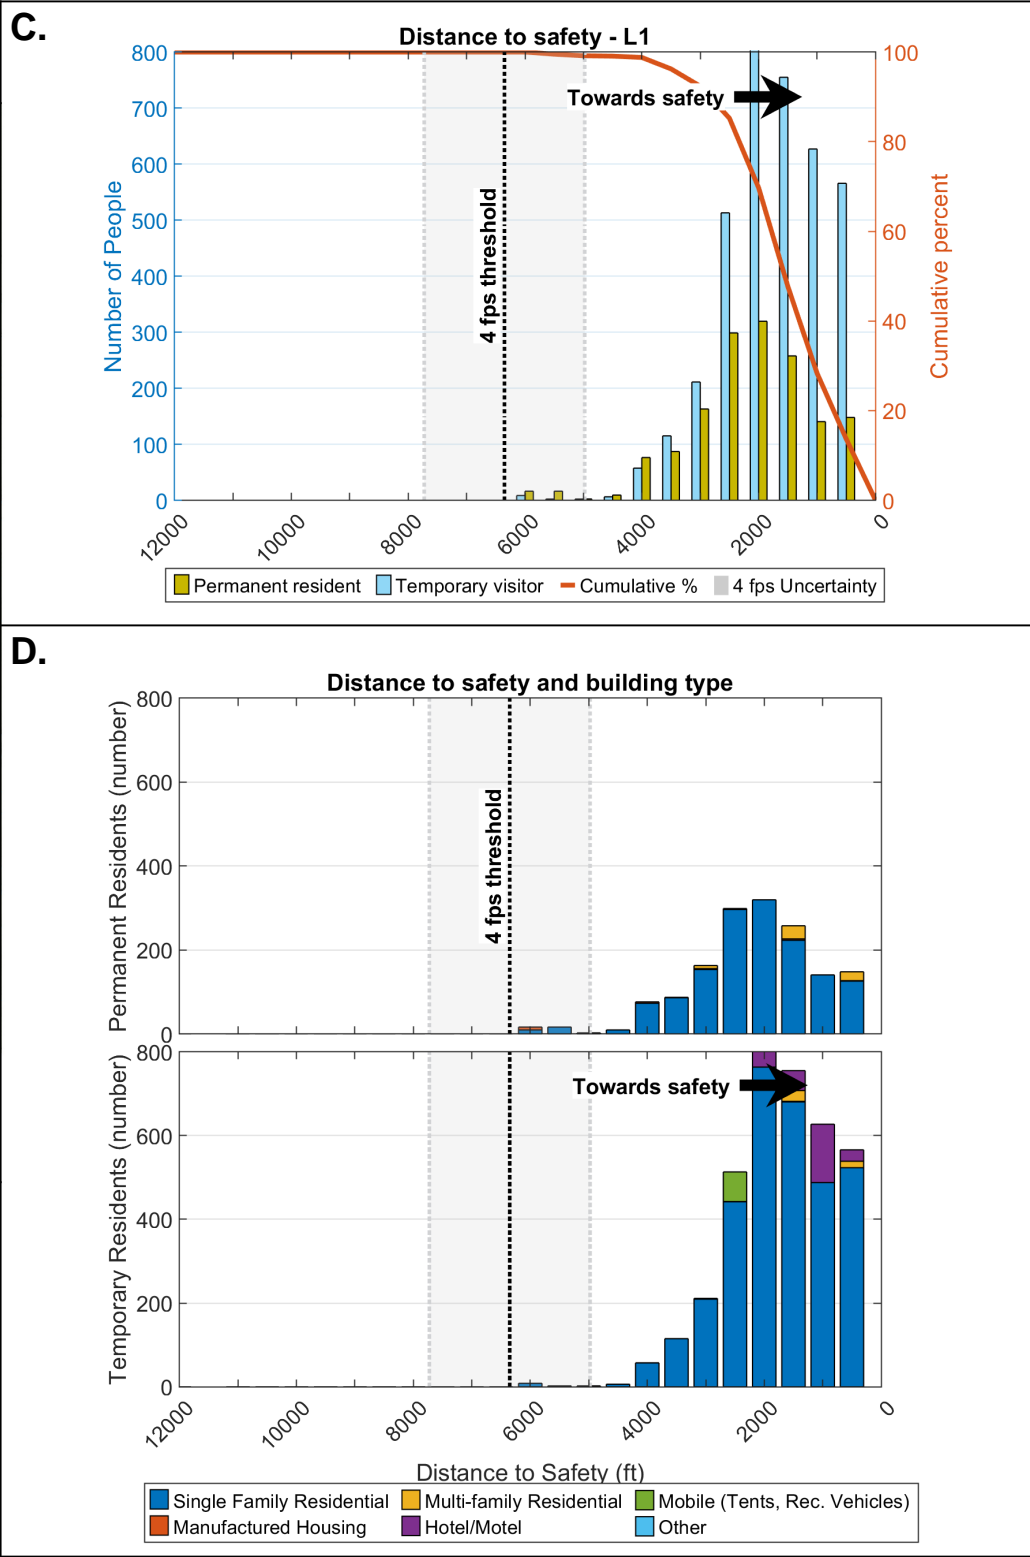 C.
Distance to safety - L1
800
700
600
500
400
300
200
100
0
Number of People
100
80
60
40
20
0
Cumulative percent
Towards safety
4 fps threshold
12000
10000
8000
6000
4000
2000
0
Permanent resident
Temporary visitor
Cumulative %
4 fps Uncertainty
D.
Distance to safety and building type
800
600
400
200
0
Permanent Residents (number)
4 fps threshold
800
600
400
200
0
Temporary Residents (number)
Towards safety
12000
10000
8000
6000
4000
2000
0
Distance to Safety (ft)
Single Family Residential
Multi-family Residential
Mobile (Tents, Rec. Vehicles)
Manufactured Housing
Hotel/Motel
Other